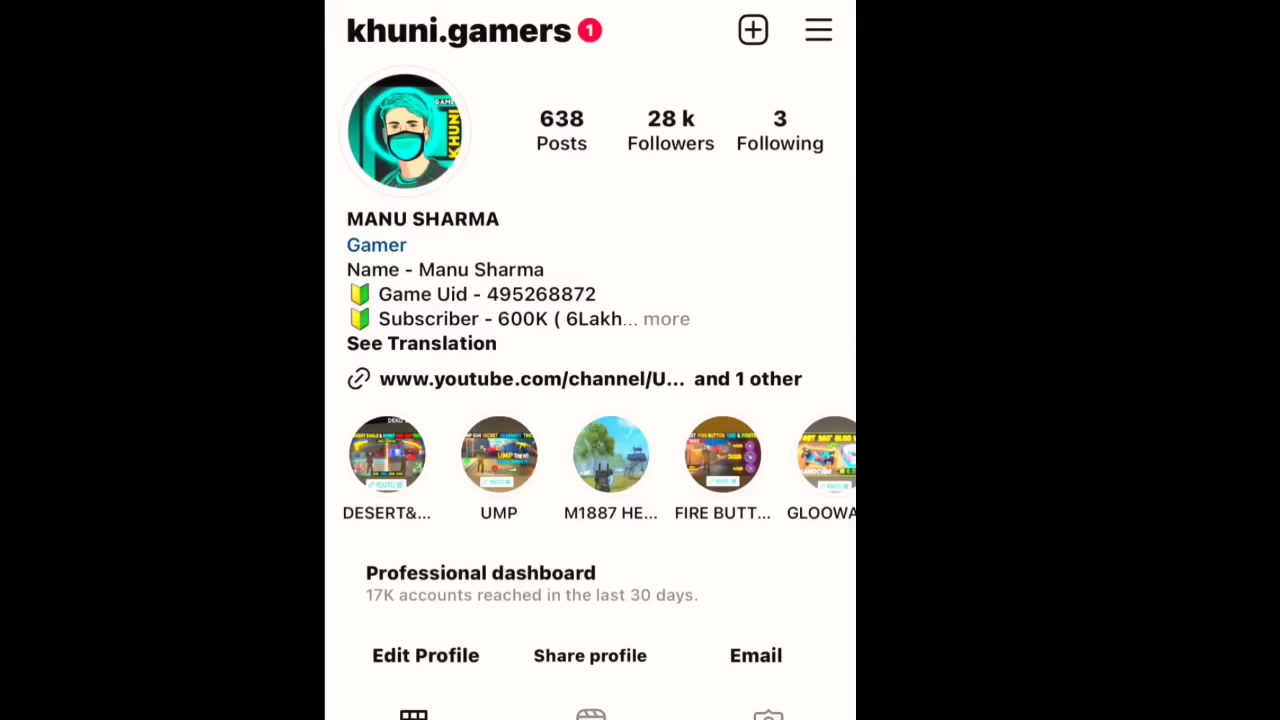 khuni.gamers 1
GAME
KHUNI
638 28 k 3
Posts Followers Following
MANU SHARMA
Gamer
Name - Manu Sharma
🔰 Game Uid - 495268872
🔰 Subscriber - 600K ( 6Lakh... more
See Translation
www.youtube.com/channel/U... and 1 other
DESERT&... UMP M1887 HE... FIRE BUTT... GLOOWA
Professional dashboard
17K accounts reached in the last 30 days.
Edit Profile Share profile Email